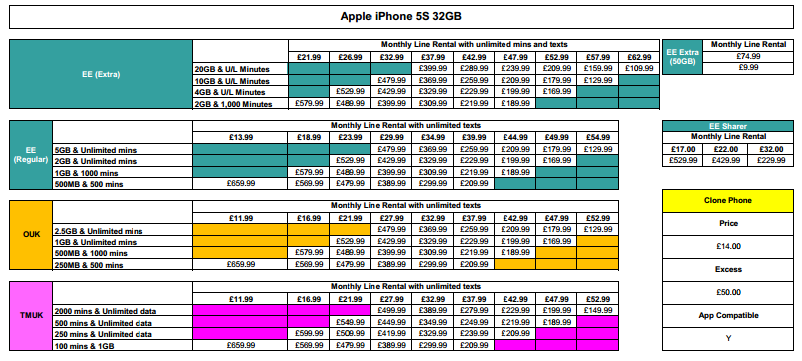 Apple iPhone 5S 32GB
EE (Extra)
Monthly Line Rental with unlimited mins and texts
£21.99 £26.99 £32.99 £37.99 £42.99 £47.99 £52.99 £57.99 £62.99
20GB & U/L Minutes £399.99 £289.99 £239.99 £209.99 £159.99 £109.99
10GB & U/L Minutes £479.99 £369.99 £259.99 £209.99 £179.99 £129.99
4GB & U/L Minutes £529.99 £429.99 £329.99 £229.99 £199.99 £169.99
2GB & 1,000 Minutes £579.99 £489.99 £399.99 £309.99 £219.99 £189.99
EE Extra
(50GB)
Monthly Line Rental
£74.99
£9.99
EE
(Regular)
Monthly Line Rental with unlimited texts
£13.99 £18.99 £23.99 £29.99 £34.99 £39.99 £44.99 £49.99 £54.99
5GB & Unlimited mins £479.99 £369.99 £259.99 £209.99 £179.99 £129.99
2GB & Unlimited mins £529.99 £429.99 £329.99 £229.99 £199.99 £169.99
1GB & 1000 mins £579.99 £489.99 £399.99 £309.99 £219.99 £189.99
500MB & 500 mins £659.99 £569.99 £479.99 £389.99 £299.99 £209.99
EE Sharer
Monthly Line Rental
£17.00 £22.00 £32.00
£529.99 £429.99 £229.99
OUK
Monthly Line Rental with unlimited texts
£11.99 £16.99 £21.99 £27.99 £32.99 £37.99 £42.99 £47.99 £52.99
2.5GB & Unlimited mins £479.99 £369.99 £259.99 £209.99 £179.99 £129.99
1GB & Unlimited mins £529.99 £429.99 £329.99 £229.99 £199.99 £169.99
500MB & 1000 mins £579.99 £489.99 £399.99 £309.99 £219.99 £189.99
250MB & 500 mins £659.99 £569.99 £479.99 £389.99 £299.99 £209.99
Clone Phone
Price
£14.00
Excess
£50.00
App Compatible
Y
TMUK
Monthly Line Rental with unlimited texts
£11.99 £16.99 £21.99 £27.99 £32.99 £37.99 £42.99 £47.99 £52.99
2000 mins & Unlimited data £499.99 £389.99 £279.99 £229.99 £199.99 £149.99
500 mins & Unlimited data £549.99 £449.99 £349.99 £249.99 £219.99 £189.99
250 mins & Unlimited data £599.99 £509.99 £419.99 £329.99 £239.99 £209.99
100 mins & 1GB £659.99 £569.99 £479.99 £389.99 £299.99 £209.99